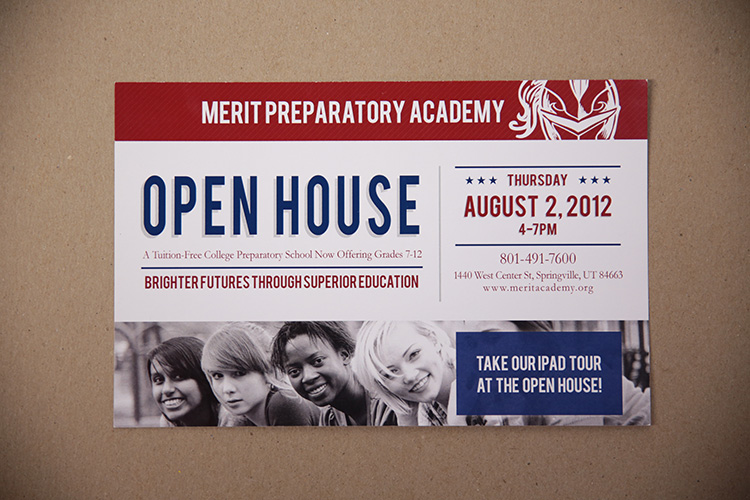 MERIT PREPARATORY ACADEMY
OPEN HOUSE
A Tuition-Free College Preparatory School Now Offering Grades 7-12
BRIGHTER FUTURES THROUGH SUPERIOR EDUCATION
THURSDAY
AUGUST 2, 2012
4-7PM
801-491-7600
1440 West Center St, Springville, UT 84663
www.meritacademy.org
TAKE OUR IPAD TOUR
AT THE OPEN HOUSE!